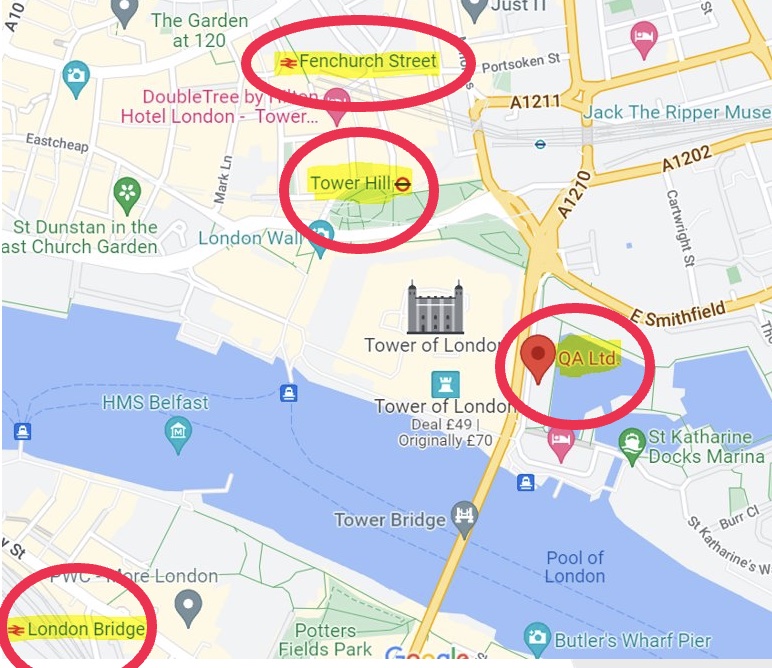 A10
The Garden
at 120
Just IT
St
Fenchurch Street
Portsoken St
DoubleTree by Hilton
Hotel London - Tower...
A1211
Jack The Ripper Muse
Eastcheap
Mark Ln
A1202
Tower Hill
A1210
St Dunstan in the
ast Church Garden
London Wall
Cartwright St
E Smithfield
Tower of London
QA Ltd
Tower of London
Deal £49 |
Originally £70
HMS Belfast
St Katharine
Docks Marina
Tower Bridge
Burr Cl
St Katharine's W
y St
Pool of
London
PWC - More London
London Bridge
Potters
Fields Park
Google
Butler's Wharf Pier